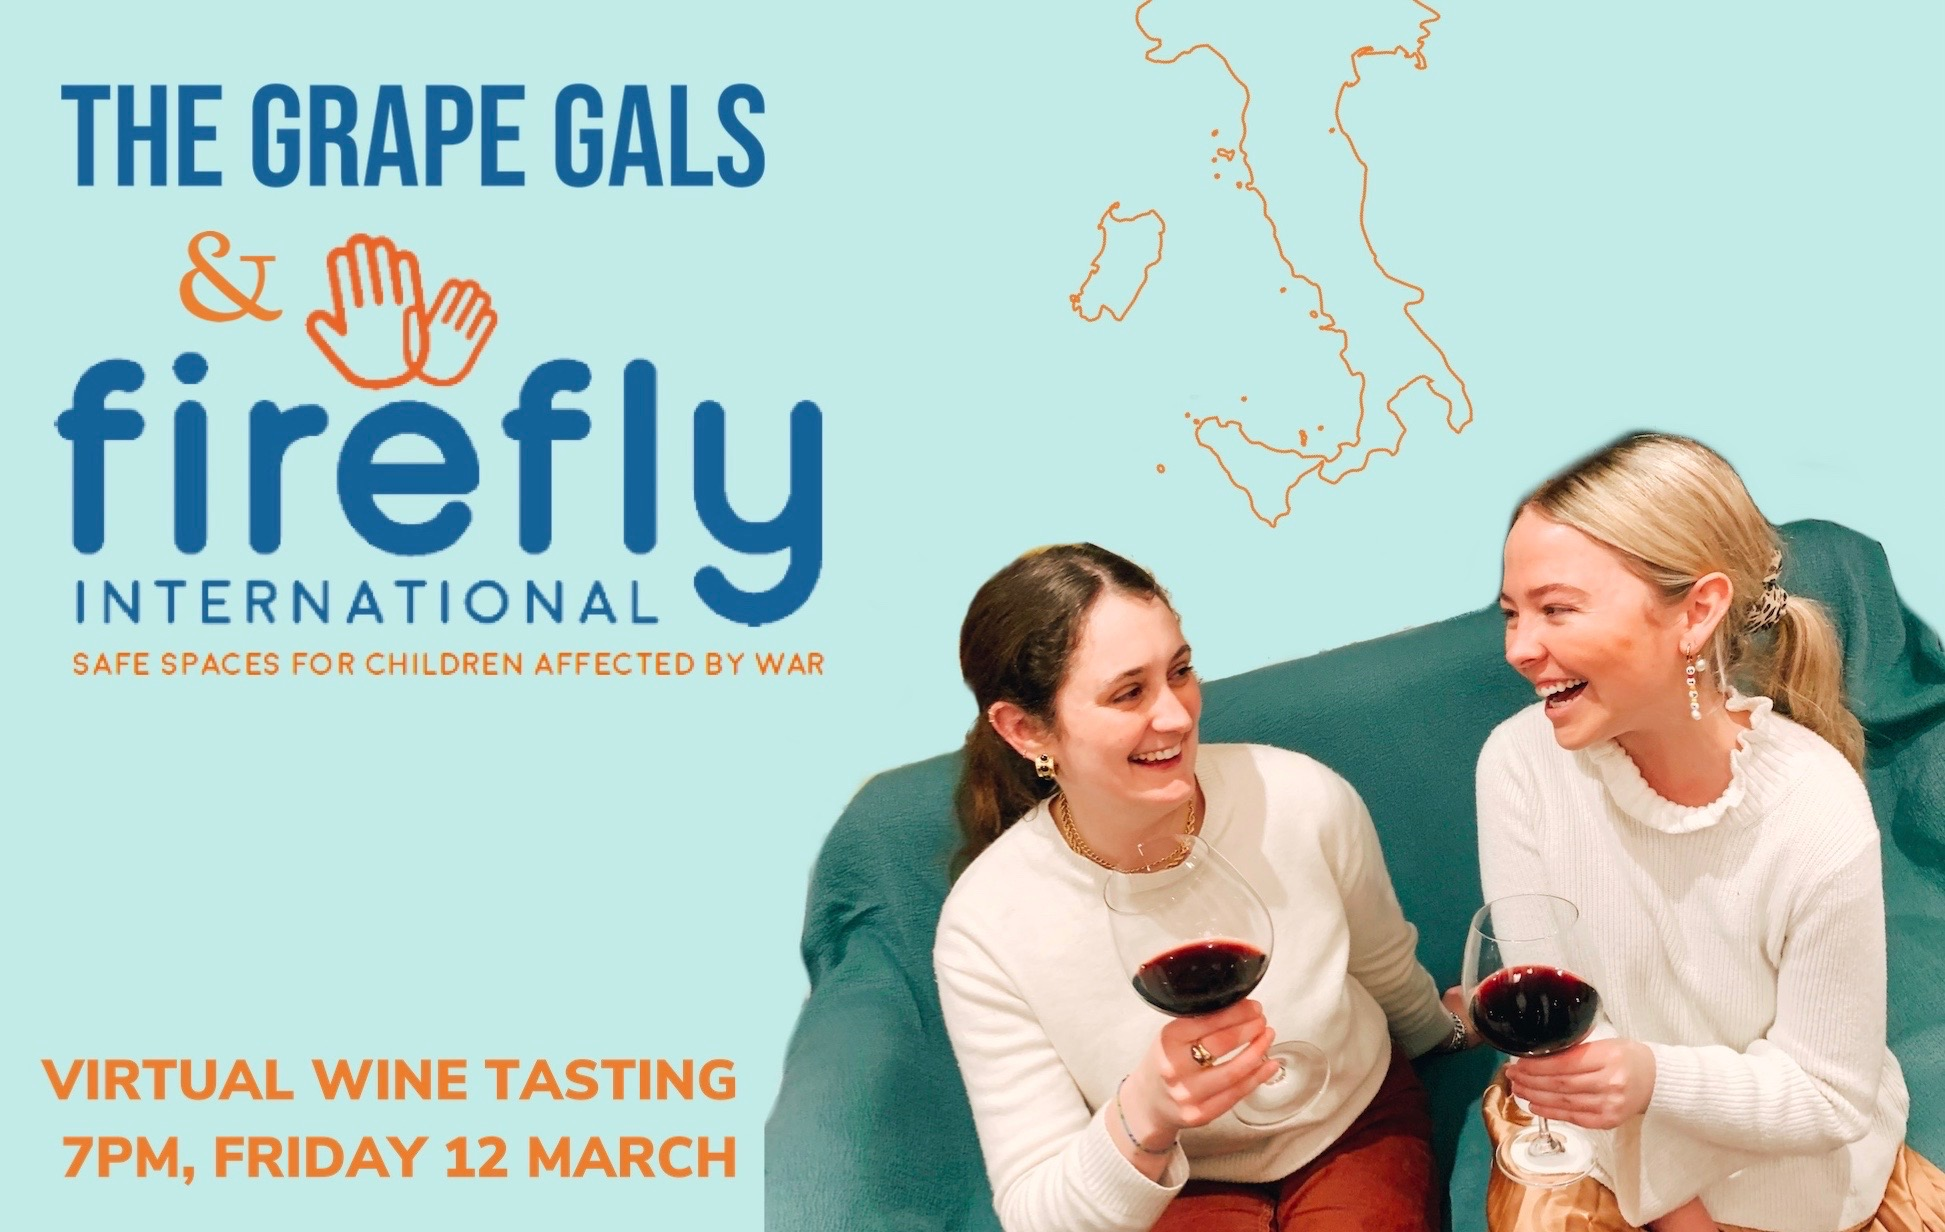 THE GRAPE GALS
&
firefly
INTERNATIONAL
SAFE SPACES FOR CHILDREN AFFECTED BY WAR
VIRTUAL WINE TASTING
7PM, FRIDAY 12 MARCH